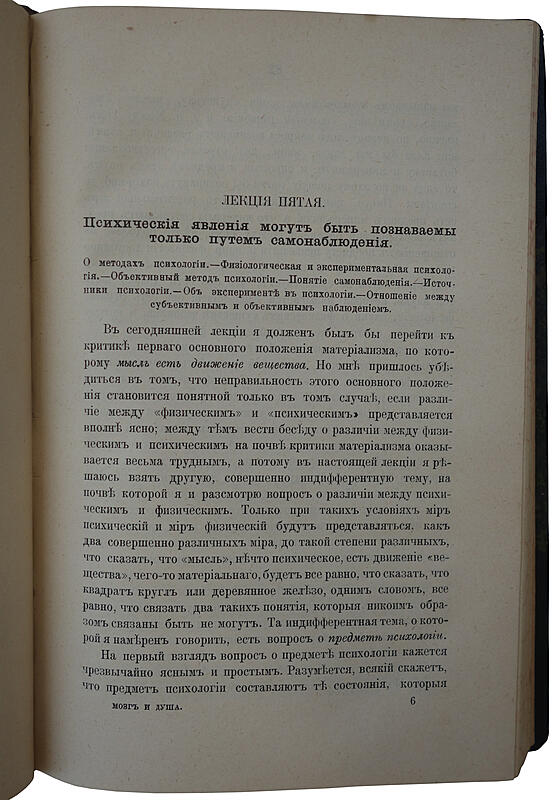 ЛЕКЦІЯ ПЯТАЯ.
Психическія явленія могутъ быть познаваемы
только путемъ самонаблюденія.
О методахъ психологіи.—Физіологическая и экспериментальная психоло-
гія.—Объективный методъ психологіи.—Понятіе самонаблюденія.—Источ-
ники психологіи.—Объ экспериментѣ въ психологіи.—Отношеніе между
субъективнымъ и объективнымъ наблюденіемъ.
Въ сегодняшней лекціи я долженъ былъ бы перейти къ
критикѣ перваго основного положенія матеріализма, по кото-
рому мысль есть движеніе вещества. Но мнѣ пришлось убѣ-
диться въ томъ, что неправильность этого основного положе-
нія становится понятной только въ томъ случаѣ, если разли-
чіе между «физическимъ» и «психическимъ» представляется
вполнѣ ясно; между тѣмъ вести бесѣду о различіи между физи-
ческимъ и психическимъ на почвѣ критики матеріализма оказы-
вается весьма труднымъ, а потому въ настоящей лекціи я рѣ-
шаюсь взять другую, совершенно индифферентную тему, на
почвѣ которой я и разсмотрю вопросъ о различіи между психи-
ческимъ и физическимъ. Только при такихъ условіяхъ міръ
психическій и міръ физическій будутъ представляться, какъ
два совершенно различныхъ міра, до такой степени различныхъ,
что сказать, что «мысль», нѣчто психическое, есть движеніе «ве-
щества», чего-то матеріальнаго, будетъ все равно, что сказать, что
квадратъ круглъ или деревянное желѣзо, однимъ словомъ, все
равно, что связать два такихъ понятія, которыя никоимъ обра-
зомъ связаны быть не могутъ. Та индифферентная тема, о кото-
рой я намѣренъ говорить, есть вопросъ о предметѣ психологіи.
На первый взглядъ вопросъ о предметѣ психологіи кажется
чрезвычайно яснымъ и простымъ. Разумѣется, всякій скажетъ,
что предметъ психологіи составляютъ тѣ состоянія, которыя
МОЗГЪ И ДУША. 6